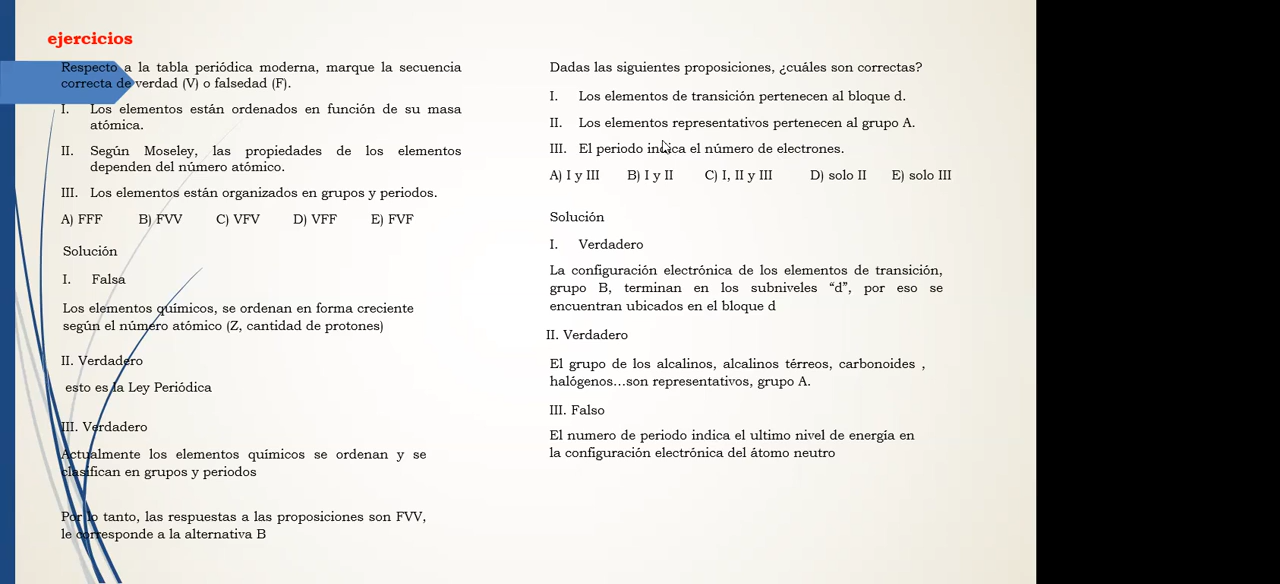 ejercicios
Respecto a la tabla periódica moderna, marque la secuencia
correcta de verdad (V) o falsedad (F).
I. Los elementos están ordenados en función de su masa
atómica.
II. Según Moseley, las propiedades de los elementos
dependen del número atómico.
III. Los elementos están organizados en grupos y periodos.
A) FFF B) FVV C) VFV D) VFF E) FVF
Solución
I. Falsa
Los elementos químicos, se ordenan en forma creciente
según el número atómico (Z, cantidad de protones)
II. Verdadero
esto es la Ley Periódica
III. Verdadero
Actualmente los elementos químicos se ordenan y se
clasifican en grupos y periodos
Por lo tanto, las respuestas a las proposiciones son FVV,
le corresponde a la alternativa B
Dadas las siguientes proposiciones, ¿cuáles son correctas?
I. Los elementos de transición pertenecen al bloque d.
II. Los elementos representativos pertenecen al grupo A.
III. El periodo indica el número de electrones.
A) I y III B) I y II C) I, II y III D) solo II E) solo III
Solución
I. Verdadero
La configuración electrónica de los elementos de transición,
grupo B, terminan en los subniveles “d”, por eso se
encuentran ubicados en el bloque d
II. Verdadero
El grupo de los alcalinos, alcalinos térreos, carbonoides ,
halógenos...son representativos, grupo A.
III. Falso
El numero de periodo indica el ultimo nivel de energía en
la configuración electrónica del átomo neutro